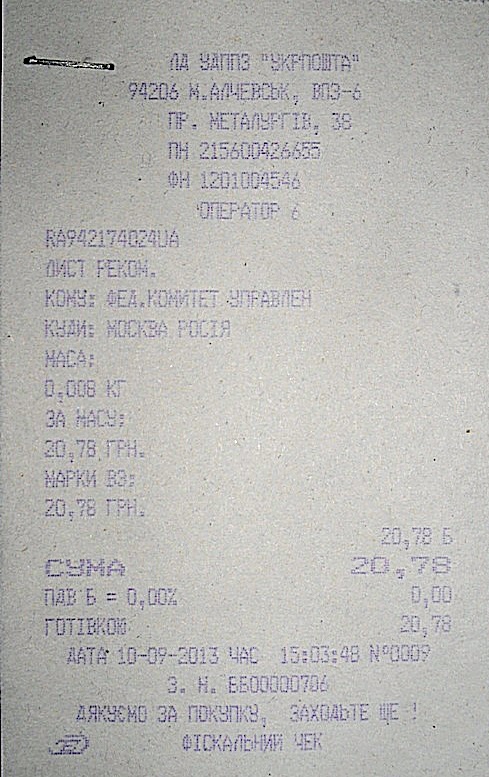 ЛД УДППЗ "УКРПОШТА"
94206 М.АЛЧЕВСЬК, ВПЗ-6
ПР. МЕТАЛУРГІВ, 38
ПН 215600426655
ФН 1201004546
ОПЕРАТОР 6
RA942174024UA
ЛИСТ РЕКОМ.
КОМУ: ФЕД.КОМИТЕТ УПРАВЛЕН
КУДИ: МОСКВА РОСІЯ
МАСА:
0,008 КГ
ЗА МАСУ:
20,78 ГРН.
МАРКИ ВЗ:
20,78 ГРН.
20,78 Б
СУМА 20,78
ПДВ Б = 0,00% 0,00
ГОТІВКОЮ 20,78
ДАТА 10-09-2013 ЧАС 15:03:48 N°0009
З. Н. ББ00000706
ДЯКУЄМО ЗА ПОКУПКУ, ЗАХОДЬТЕ ЩЕ !
ФІСКАЛЬНИЙ ЧЕК